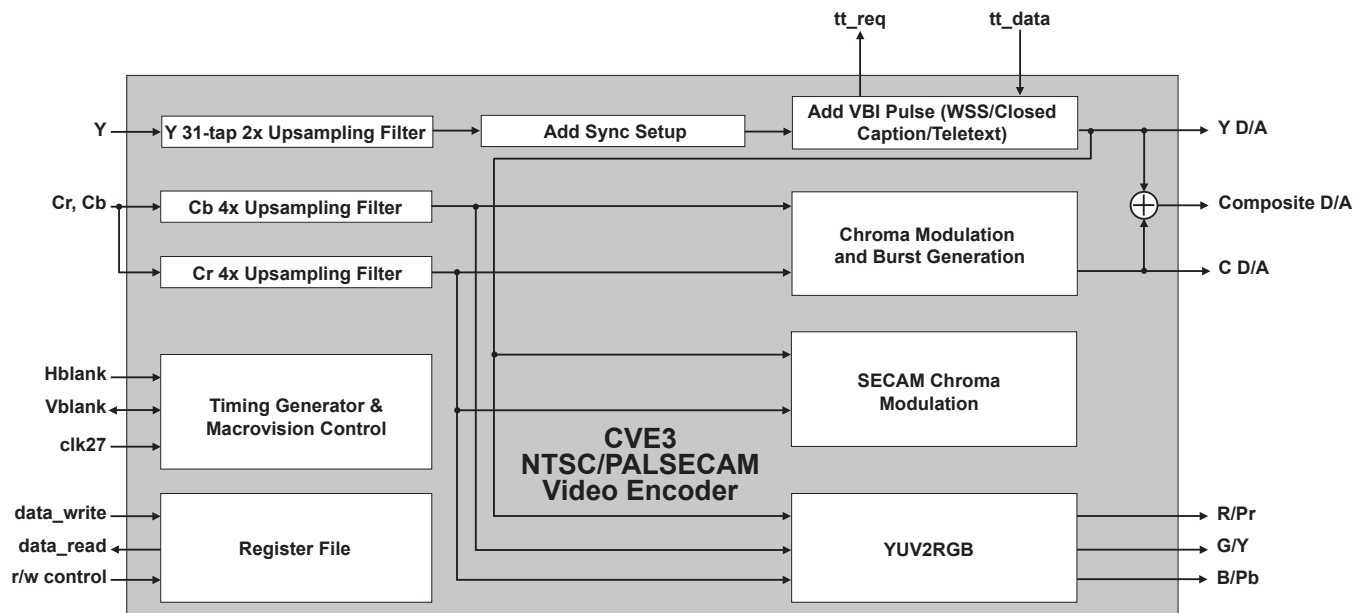 tt_req
tt_data
Y
Y 31-tap 2x Upsampling Filter
Add Sync Setup
Add VBI Pulse (WSS/Closed
Caption/Teletext)
Y D/A
Cr, Cb
Cb 4x Upsampling Filter
Cr 4x Upsampling Filter
Chroma Modulation
and Burst Generation
Composite D/A
C D/A
Hblank
Vblank
clk27
Timing Generator &
Macrovision Control
SECAM Chroma
Modulation
CVE3
NTSC/PALSECAM
Video Encoder
data_write
data_read
r/w control
Register File
YUV2RGB
R/Pr
G/Y
B/Pb